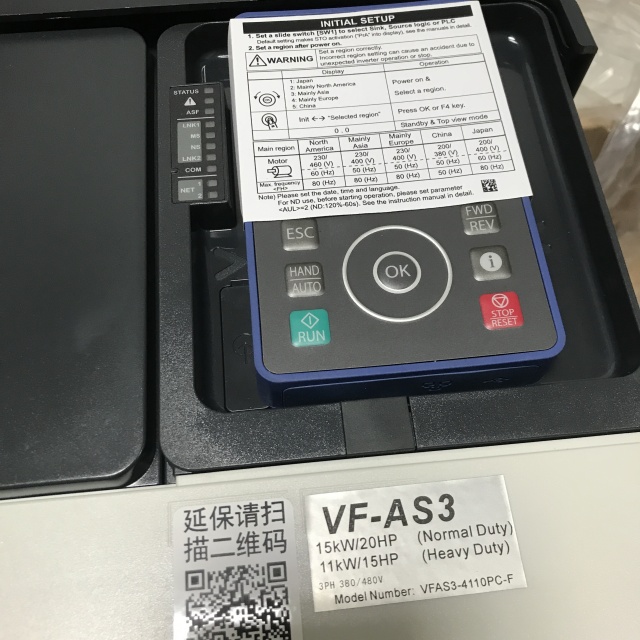 INITIAL SETUP
1. Set a slide switch [SW1] to select Sink, Source logic or PLC
Default setting makes STO activation ("PrA" into display), see the manuals in detail.
2. Set a region after power on.
WARNING
Set a region correctly.
Incorrect region setting can cause an accident due to
unexpected inverter operation or stop.
Display Operation
1: Japan
2: Mainly North America
3: Mainly Asia
4: Mainly Europe
5: China
Power on &
Select a region.
Init ←→ "Selected region" Press OK or F4 key.
0.0 Standby & Top view mode
Main region North America Mainly Asia Mainly Europe China Japan
Motor 230/460 (V) 230/400 (V) 230/400 (V) 200/380 (V) 200/400 (V)
60 (Hz) 50 (Hz) 50 (Hz) 50 (Hz) 60 (Hz)
Max. frequency <FH> 80 (Hz) 80 (Hz) 80 (Hz) 80 (Hz) 80 (Hz)
Note) Please set the date, time and language.
For ND use, before starting operation, please set parameter
<AUL>=2 (ND:120%-60s). See the instruction manual in detail.
STATUS
ASF
LNK1
MS
NS
LNK2
COM
NET 1
2
ESC
FWD
REV
HAND
AUTO
OK
i
RUN
STOP
RESET
延保请扫
描二维码
VF-AS3
15kW/20HP (Normal Duty)
11kW/15HP (Heavy Duty)
3PH 380/480V
Model Number: VFAS3-4110PC-F